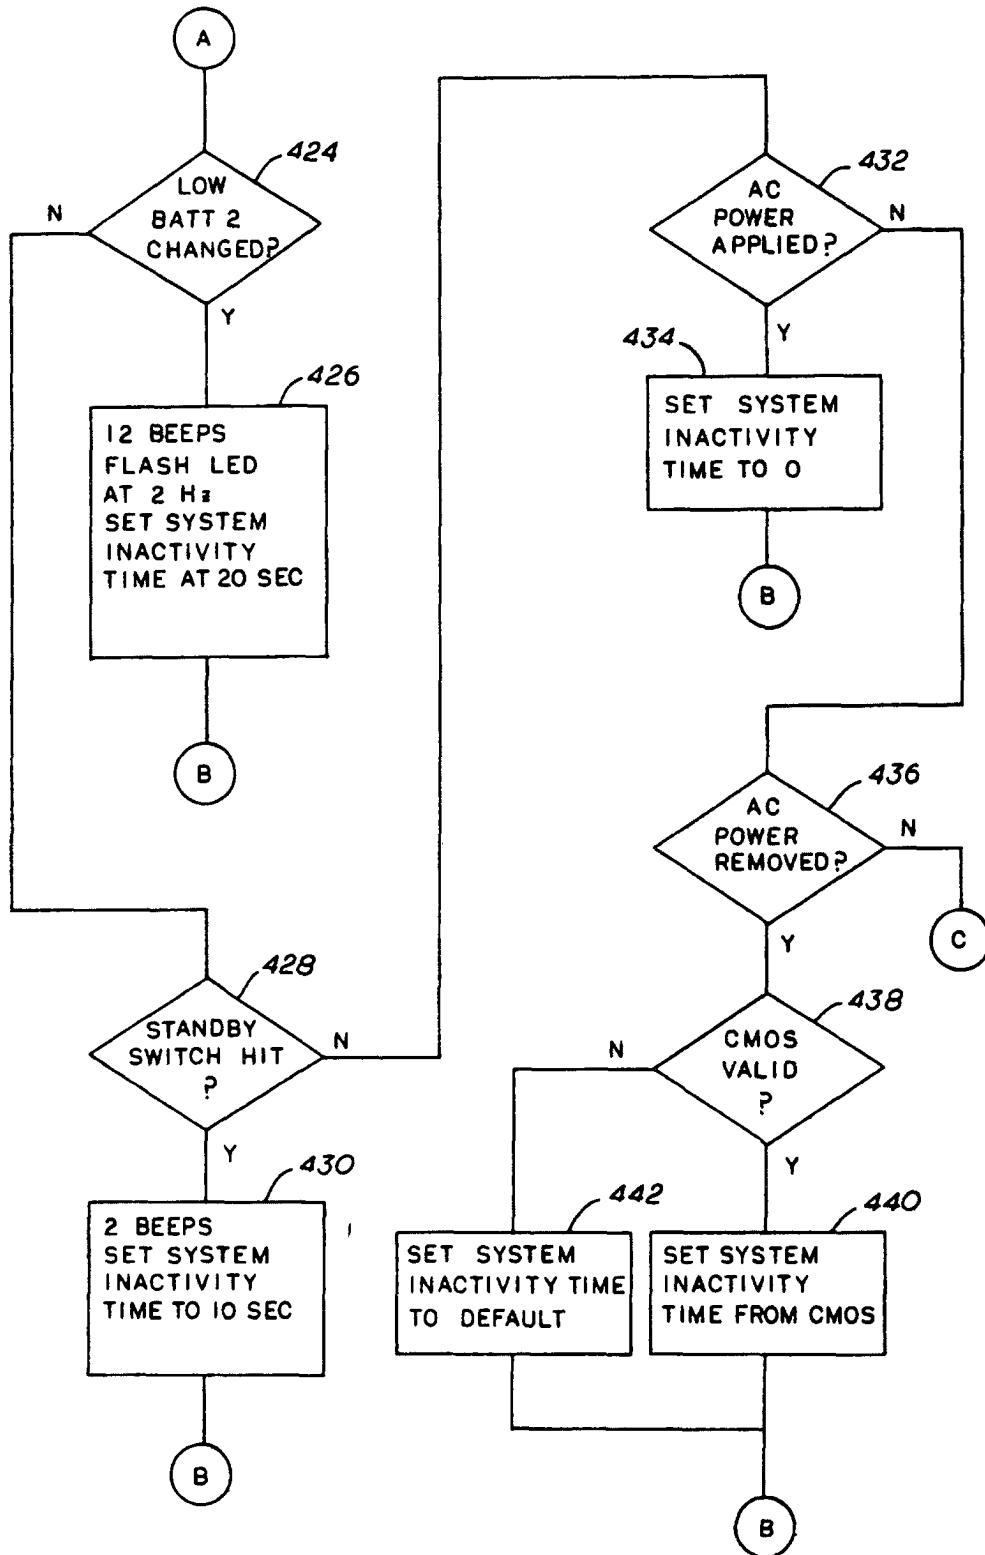 A
424
LOW
BATT 2
CHANGED?
N
Y
426
12 BEEPS
FLASH LED
AT 2 Hz
SET SYSTEM
INACTIVITY
TIME AT 20 SEC
B
428
STANDBY
SWITCH HIT
?
N
Y
430
2 BEEPS
SET SYSTEM
INACTIVITY
TIME TO 10 SEC
B
432
AC
POWER
APPLIED?
N
Y
434
SET SYSTEM
INACTIVITY
TIME TO 0
B
436
AC
POWER
REMOVED?
N
C
Y
438
CMOS
VALID
?
N
Y
442
SET SYSTEM
INACTIVITY TIME
TO DEFAULT
440
SET SYSTEM
INACTIVITY
TIME FROM CMOS
B